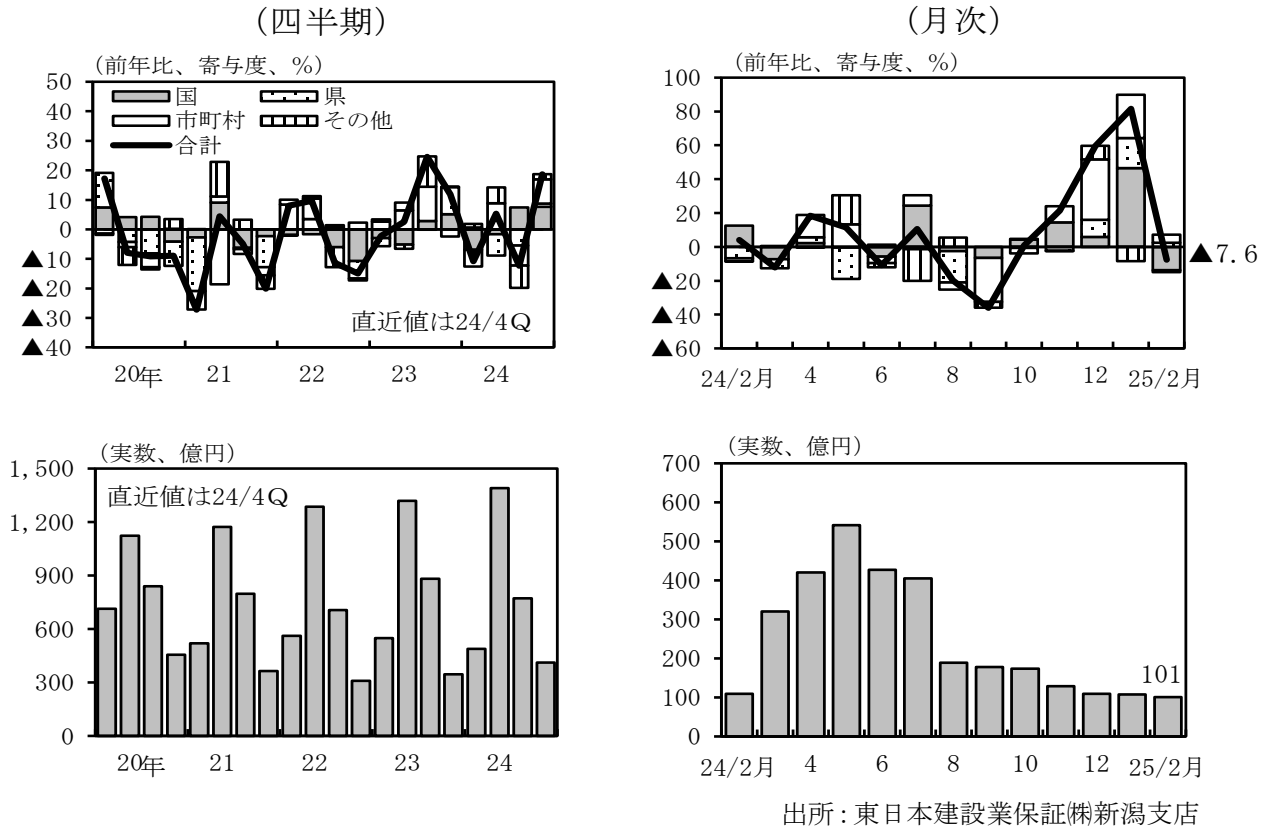 (四半期)
(前年比、寄与度、%)
50
40
30
20
10
0
▲10
▲20
▲30
▲40
国
県
市町村
その他
合計
直近値は24/4Q
20年
21
22
23
24
(月次)
(前年比、寄与度、%)
100
80
60
40
20
0
▲20
▲40
▲60
▲7.6
24/2月
4
6
8
10
12
25/2月
(実数、億円)
1,500
1,200
900
600
300
0
直近値は24/4Q
20年
21
22
23
24
(実数、億円)
700
600
500
400
300
200
100
0
101
24/2月
4
6
8
10
12
25/2月
出所:東日本建設業保証㈱新潟支店